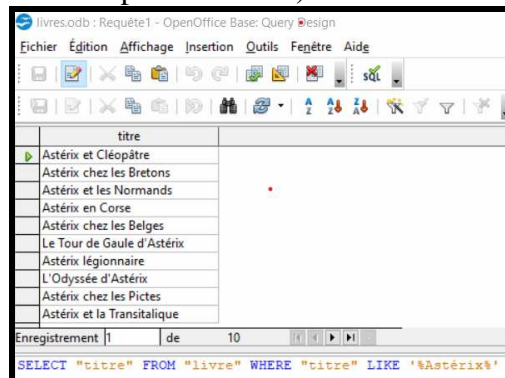 livres.odb : Requête1 - OpenOffice Base: Query Design
Fichier Édition Affichage Insertion Outils Fenêtre Aide
SQL
titre
Astérix et Cléopâtre
Astérix chez les Bretons
Astérix et les Normands
Astérix en Corse
Astérix chez les Belges
Le Tour de Gaule d'Astérix
Astérix légionnaire
L'Odyssée d'Astérix
Astérix chez les Pictes
Astérix et la Transitalique
Enregistrement 1 de 10
SELECT "titre" FROM "livre" WHERE "titre" LIKE '%Astérix%'